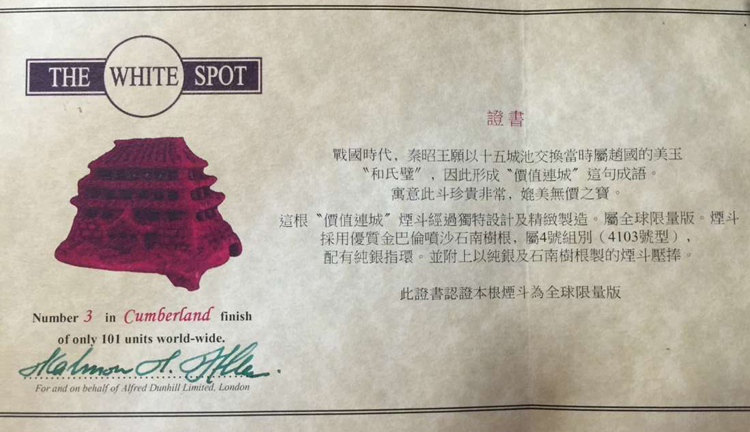 THE WHITE SPOT
Number 3 in Cumberland finish
of only 101 units world-wide.
For and on behalf of Alfred Dunhill Limited, London
證書
戰國時代，秦昭王願以十五城池交換當時屬趙國的美玉
〝和氏璧〞，因此形成〝價值連城〞這句成語。
寓意此斗珍貴非常，媲美無價之寶。
這根〝價值連城〞煙斗經過獨特設計及精緻製造。屬全球限量版。煙斗
採用優質金巴倫噴沙石南樹根，屬4號組別（4103號型），
配有純銀指環。並附上以純銀及石南樹根製的煙斗壓捧。
此證書認證本根煙斗為全球限量版